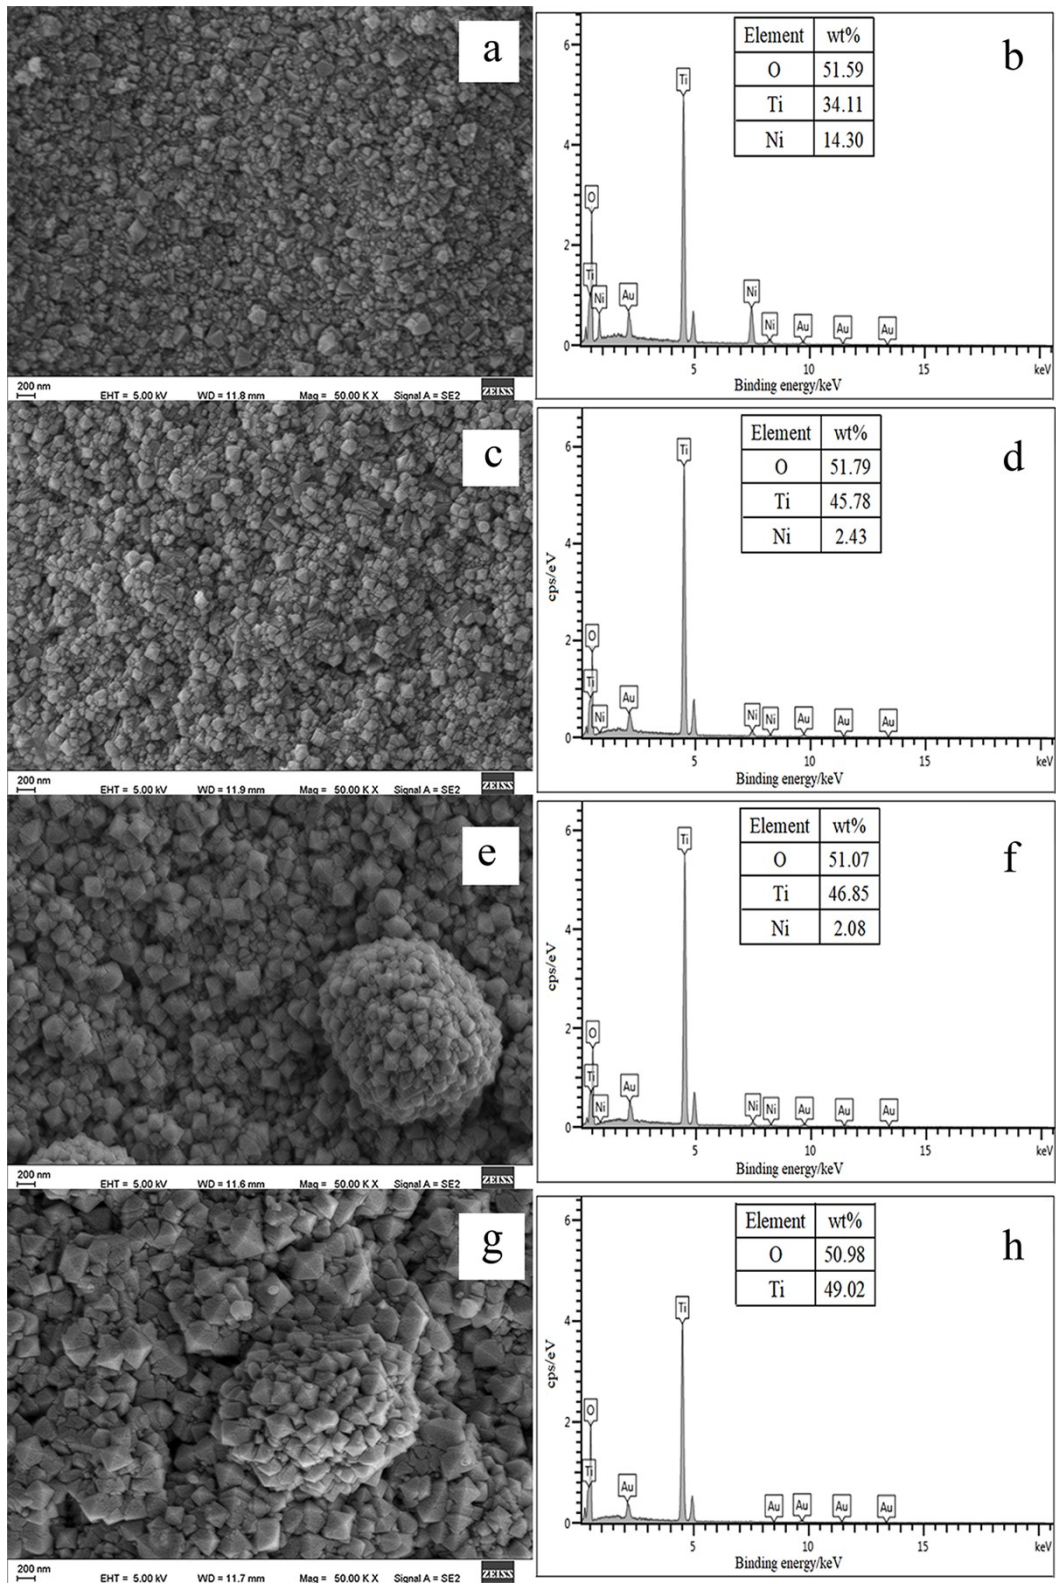 a
200 nm EHT = 5.00 kV WD = 11.8 mm Mag = 50.00 K X Signal A = SE2 ZEISS
b
Element wt%
O 51.59
Ti 34.11
Ni 14.30
6
4
2
0
O
Ti
Ni
Au
Ti
Ni
Ni
Au
Au
Au
5 10 15 keV
Binding energy/keV
c
200 nm EHT = 5.00 kV WD = 11.9 mm Mag = 50.00 K X Signal A = SE2 ZEISS
d
Element wt%
O 51.79
Ti 45.78
Ni 2.43
cps/eV
6
4
2
0
O
Ti
Ni
Au
Ti
Ni
Ni
Au
Au
Au
5 10 15 keV
Binding energy/keV
e
200 nm EHT = 5.00 kV WD = 11.6 mm Mag = 50.00 K X Signal A = SE2 ZEISS
f
Element wt%
O 51.07
Ti 46.85
Ni 2.08
cps/eV
6
4
2
0
O
Ti
Ni
Au
Ti
Ni
Ni
Au
Au
Au
5 10 15 keV
Binding energy/keV
g
200 nm EHT = 5.00 kV WD = 11.7 mm Mag = 50.00 K X Signal A = SE2 ZEISS
h
Element wt%
O 50.98
Ti 49.02
cps/eV
6
4
2
0
O
Ti
Au
Ti
Au
Au
Au
Au
5 10 15 keV
Binding energy/keV